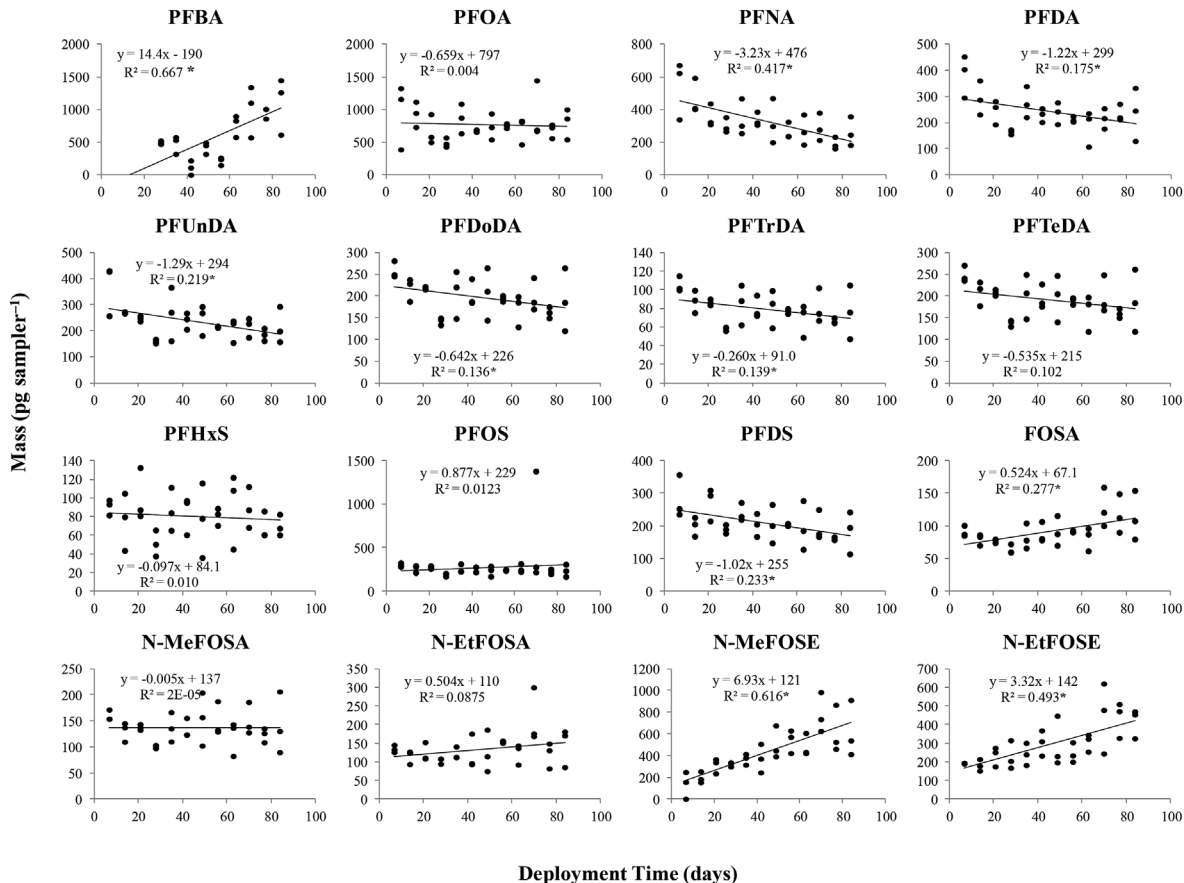 PFBA PFOA PFNA PFDA
2000 2000 800 500
y = 14.4x - 190 y = -0.659x + 797 y = -3.23x + 476 y = -1.22x + 299
R² = 0.667 * R² = 0.004 R² = 0.417* R² = 0.175*
450
400
1500 1500 600 350
300
1000 1000 400 250
200
500 500 200 150
100
50
0 0 0 0
0 20 40 60 80 100 0 20 40 60 80 100 0 20 40 60 80 100 0 20 40 60 80 100
PFUnDA PFDoDA PFTrDA PFTeDA
500 300 140 300
y = -1.29x + 294
R² = 0.219*
400 250 120 250
300 200 100 200
200 150 80 150
100 100 60 100
50 40 50
20
y = -0.642x + 226 y = -0.260x + 91.0 y = -0.535x + 215
R² = 0.136* R² = 0.139* R² = 0.102
0 0 0 0
0 20 40 60 80 100 0 20 40 60 80 100 0 20 40 60 80 100 0 20 40 60 80 100
Mass (pg sampler⁻¹)
PFHxS PFOS PFDS FOSA
140 1500 500 200
y = 0.877x + 229 y = 0.524x + 67.1
R² = 0.0123 R² = 0.277*
120 1000 400 150
100 500 300 100
80 200 50
60 100
40
20
y = -0.097x + 84.1 y = -1.02x + 255
R² = 0.010 R² = 0.233*
0 0 0 0
0 20 40 60 80 100 0 20 40 60 80 100 0 20 40 60 80 100 0 20 40 60 80 100
N-MeFOSA N-EtFOSA N-MeFOSE N-EtFOSE
250 350 1200 700
y = -0.005x + 137 y = 0.504x + 110 y = 6.93x + 121 y = 3.32x + 142
R² = 2E-05 R² = 0.0875 R² = 0.616* R² = 0.493*
200 300 1000 600
150 250 800 500
100 200 600 400
50 150 400 300
100 200 200
50 100
0 0 0 0
0 20 40 60 80 100 0 20 40 60 80 100 0 20 40 60 80 100 0 20 40 60 80 100
Deployment Time (days)